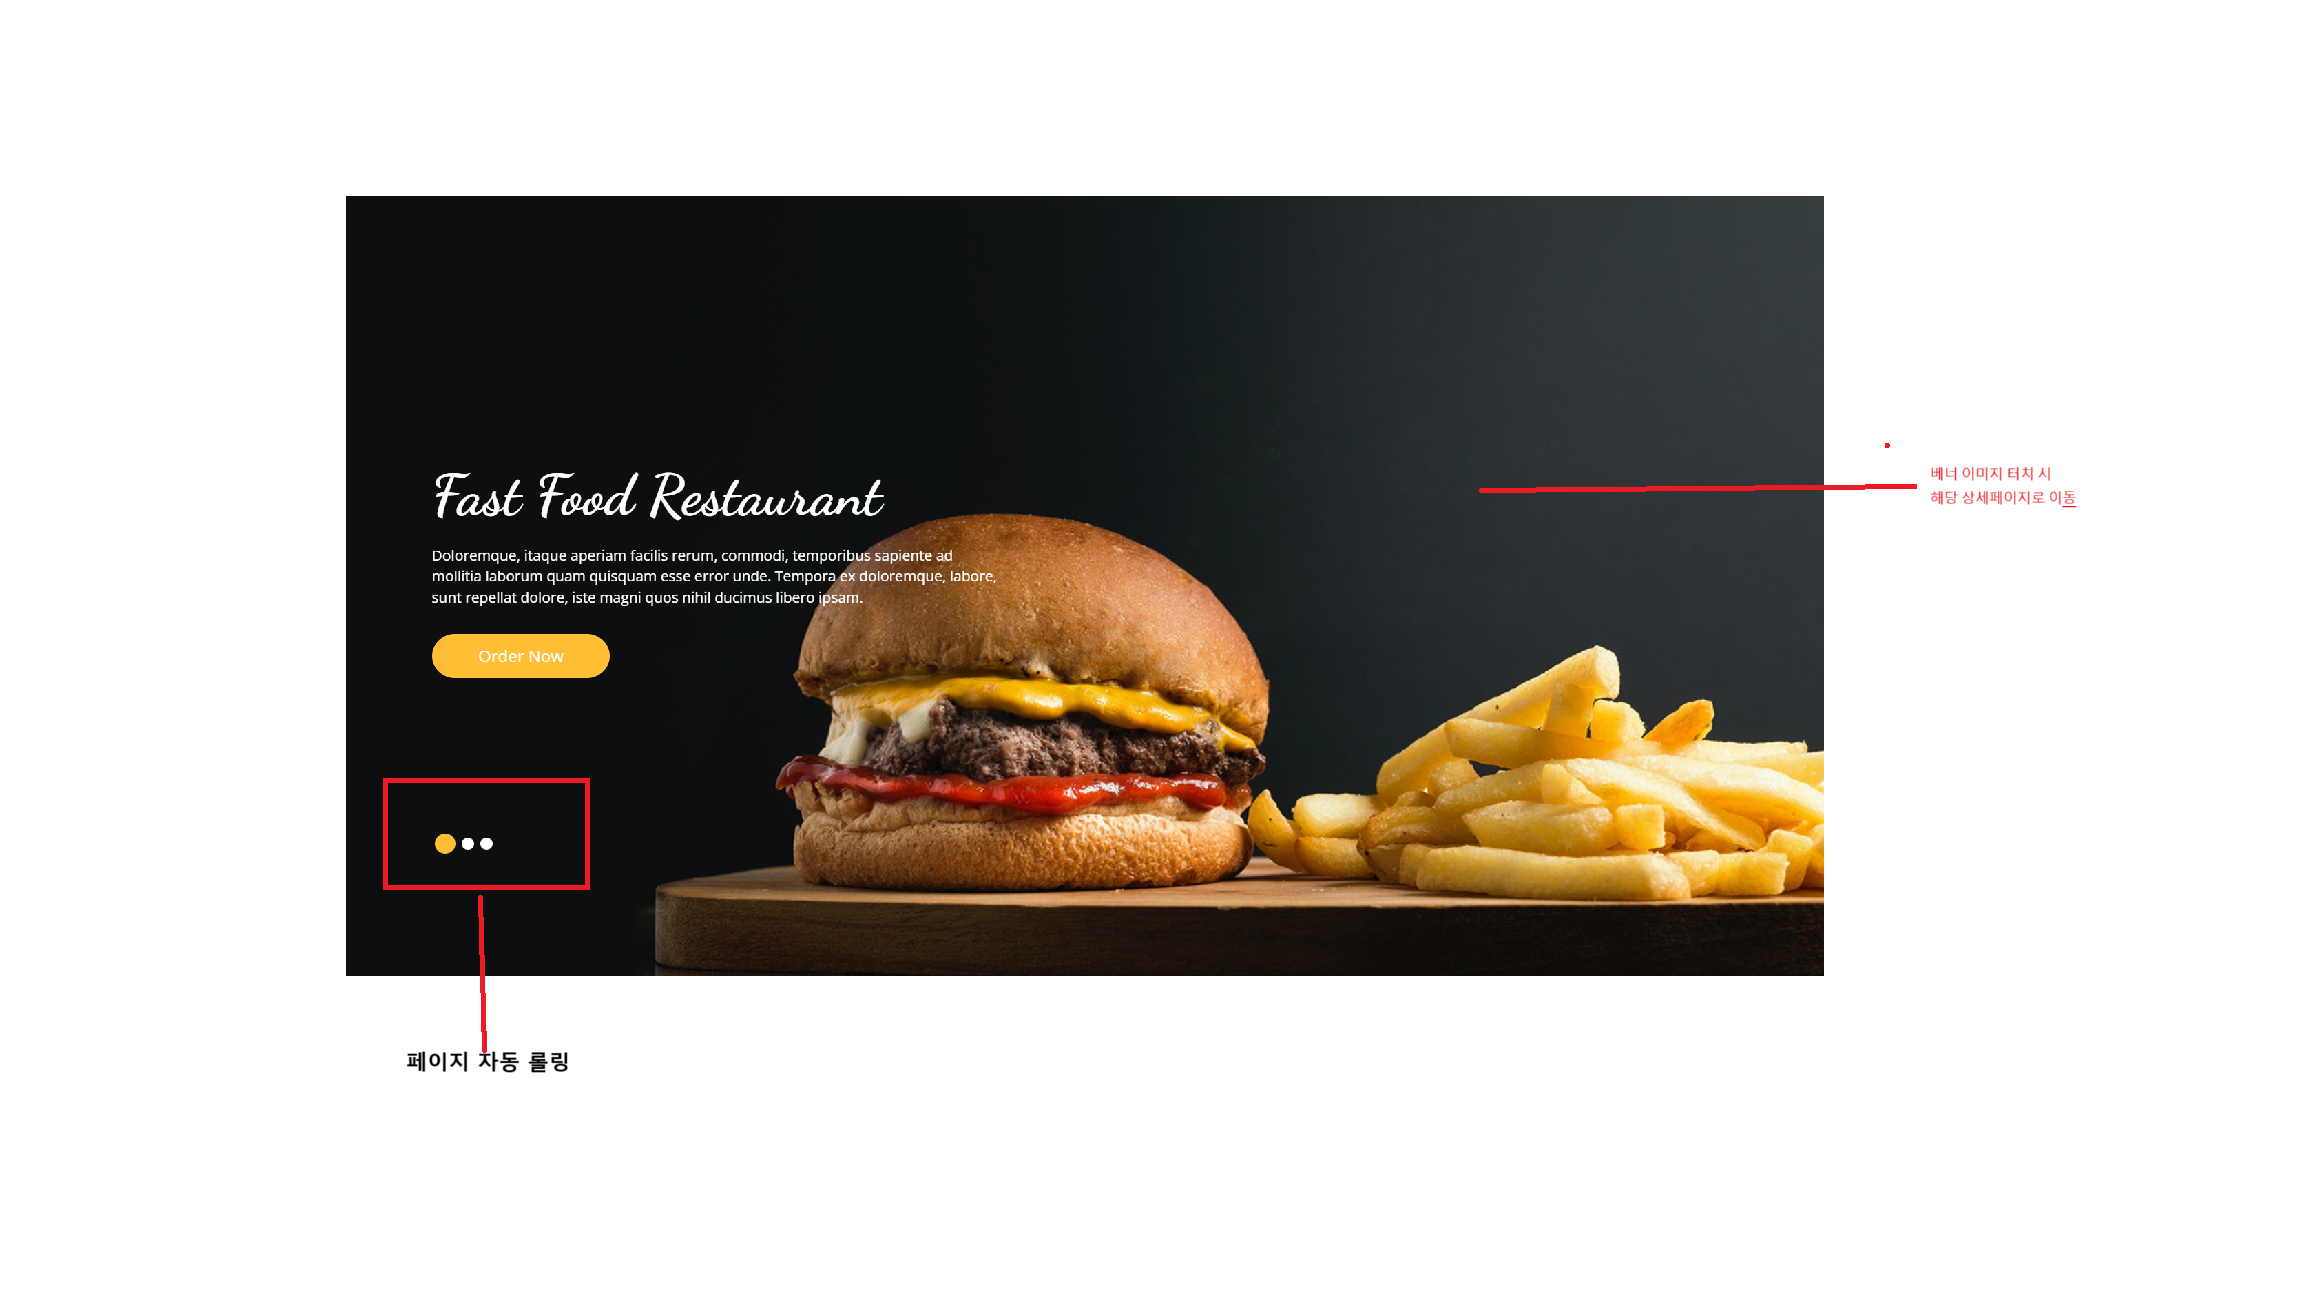 Fast Food Restaurant
Doloremque, itaque aperiam facilis rerum, commodi, temporibus sapiente ad
mollitia laborum quam quisquam esse error unde. Tempora ex doloremque, labore,
sunt repellat dolore, iste magni quos nihil ducimus libero ipsam.
Order Now
베너 이미지 터치 시
해당 상세페이지로 이동
페이지 자동 롤링